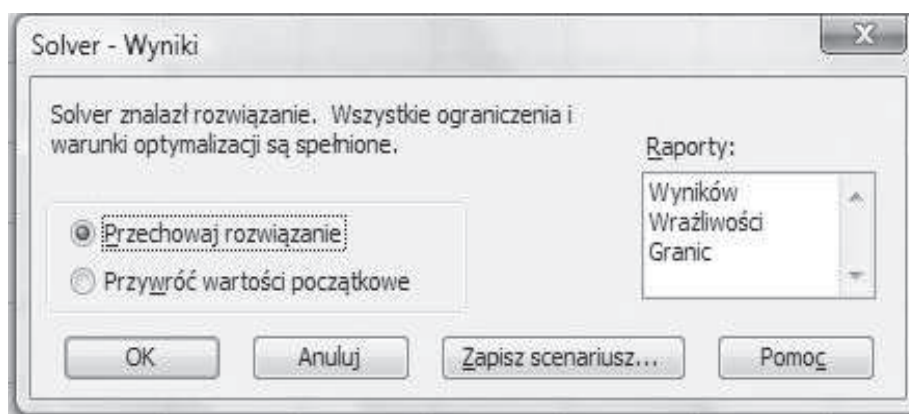 Solver - Wyniki
Solver znalazł rozwiązanie. Wszystkie ograniczenia i
warunki optymalizacji są spełnione.
Raporty:
Wyników
Wrażliwości
Granic
Przechowaj rozwiązanie
Przywróć wartości początkowe
OK Anuluj Zapisz scenariusz... Pomoc